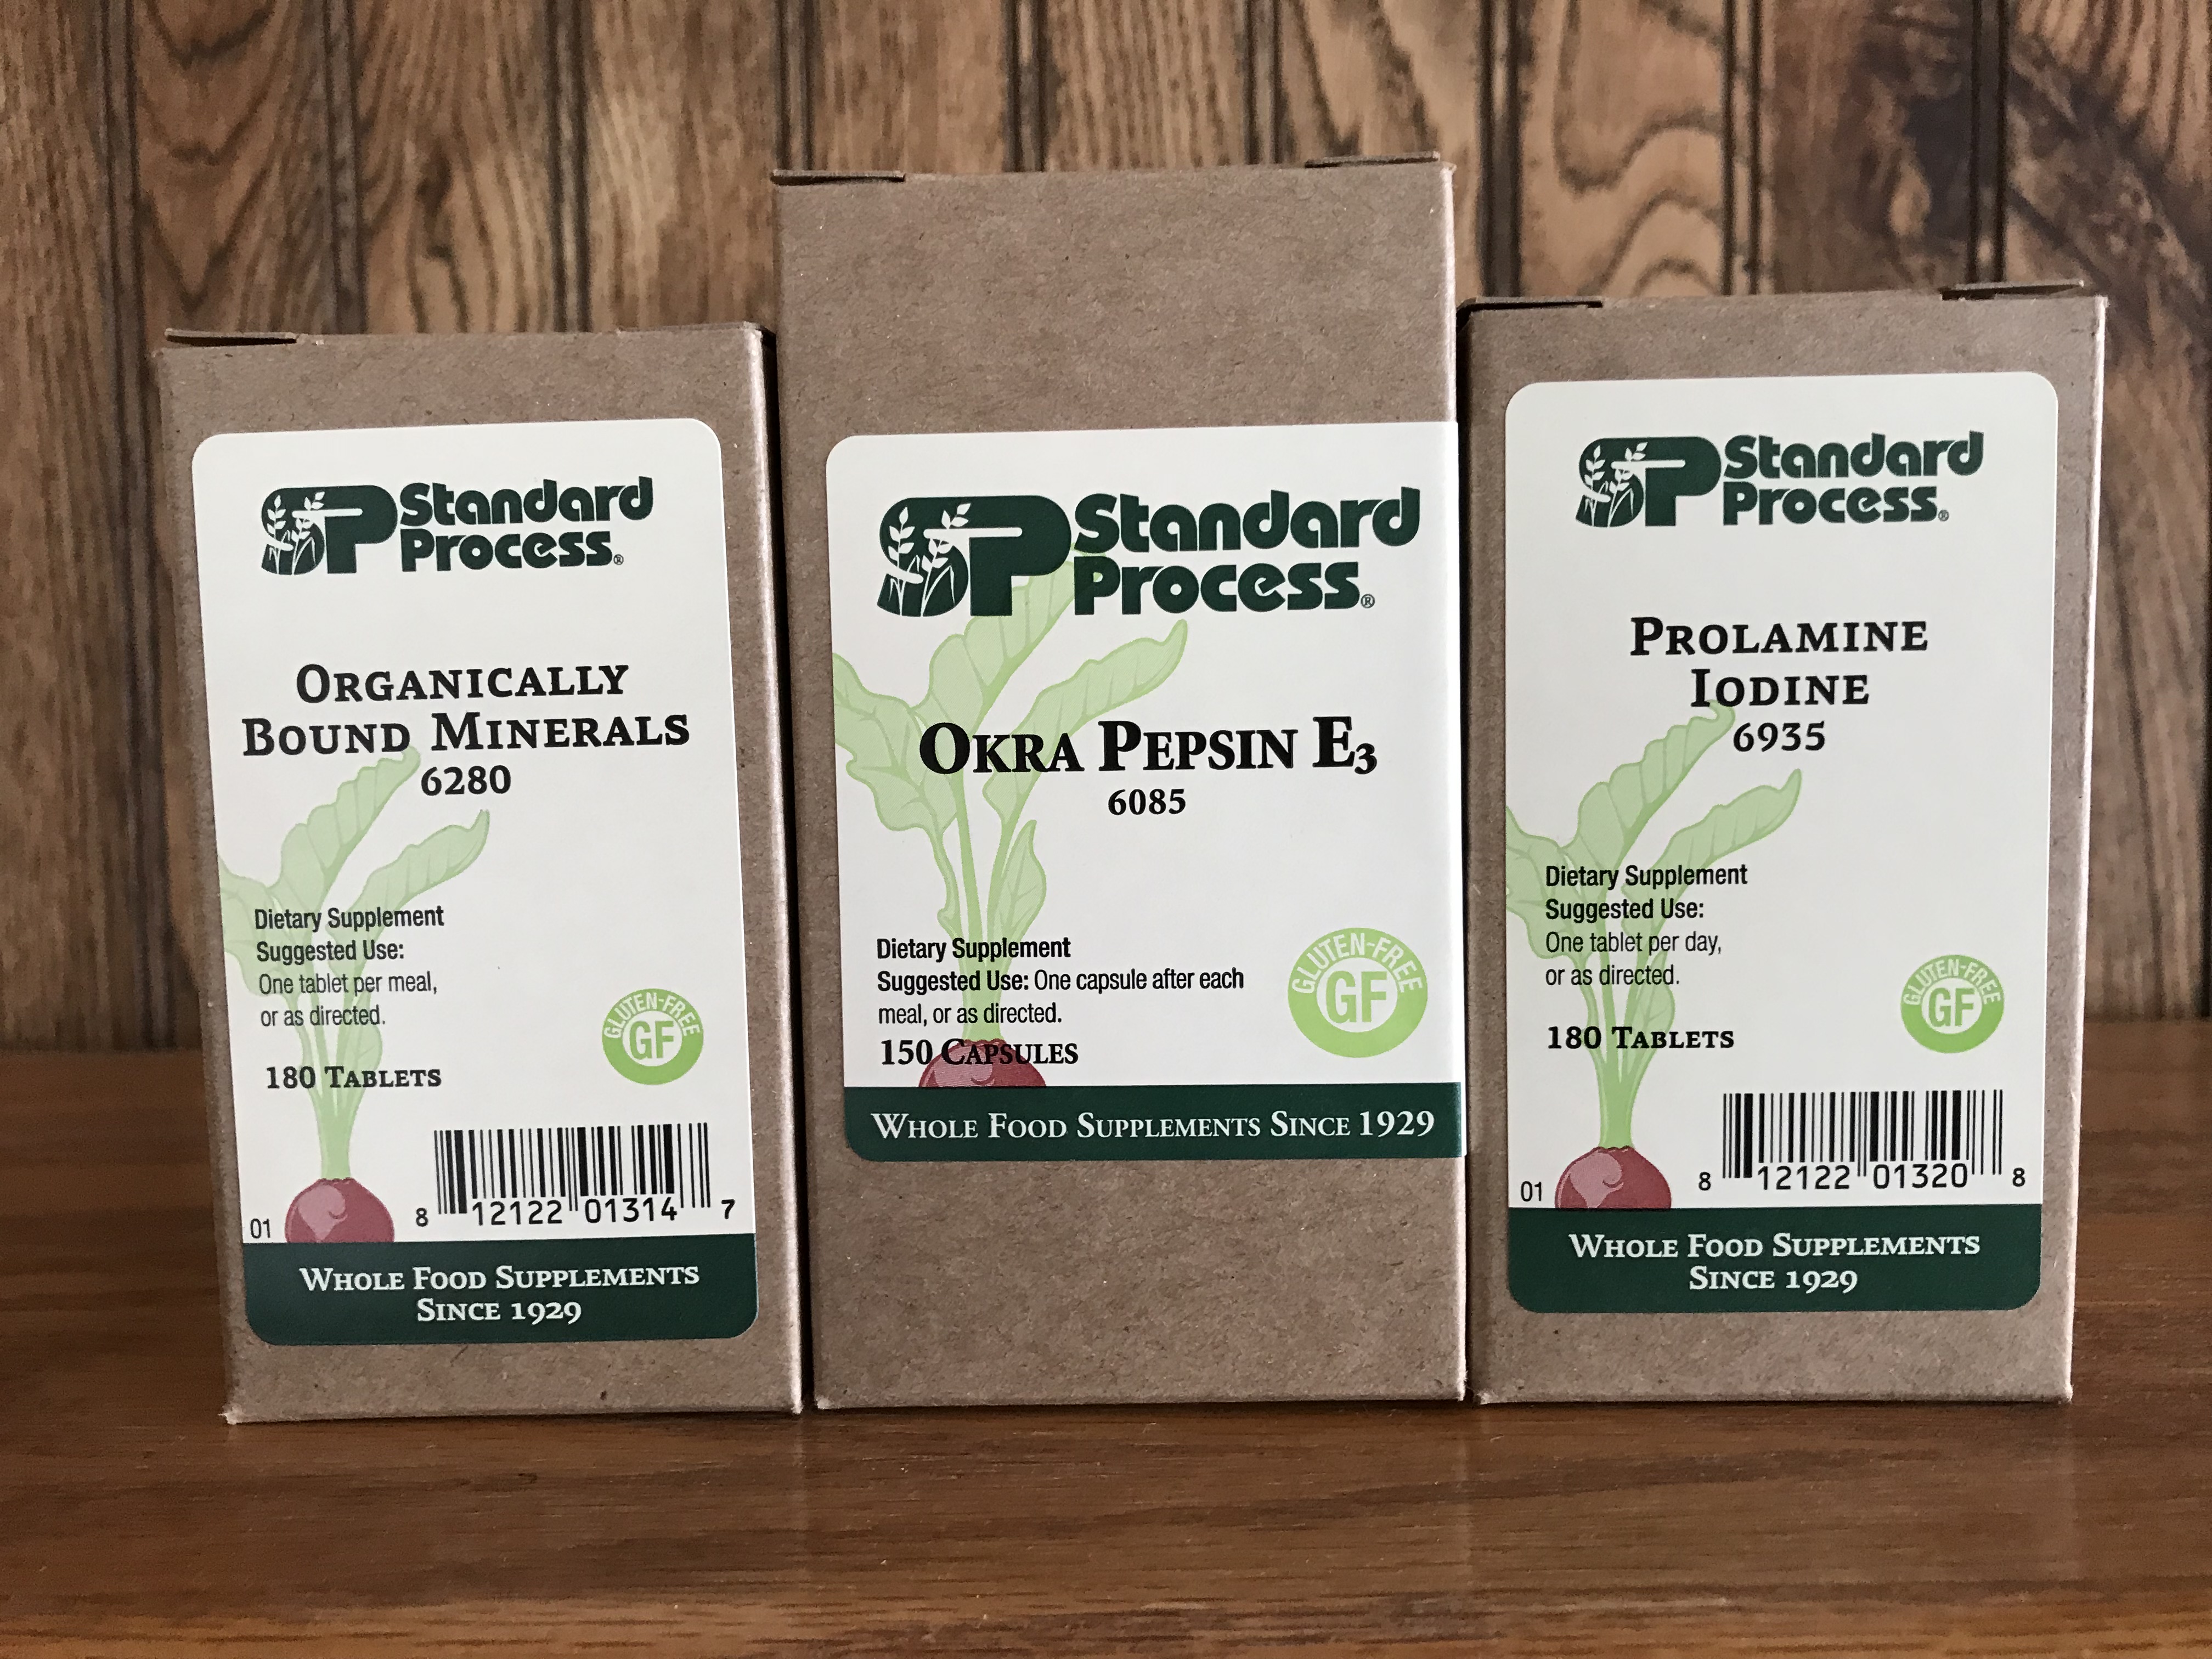 Standard
Process®
Organically
Bound Minerals
6280
Dietary Supplement
Suggested Use:
One tablet per meal,
or as directed.
180 Tablets
GLUTEN-FREE
GF
01
8 12122 01314 7
Whole Food Supplements
Since 1929
SP Standard
Process®
Okra Pepsin E3
6085
Dietary Supplement
Suggested Use: One capsule after each
meal, or as directed.
150 Capsules
GLUTEN-FREE
GF
Whole Food Supplements Since 1929
SP Standard
Process®
Prolamine
Iodine
6935
Dietary Supplement
Suggested Use:
One tablet per day,
or as directed.
180 Tablets
GLUTEN-FREE
GF
01
8 12122 01320 8
Whole Food Supplements
Since 1929